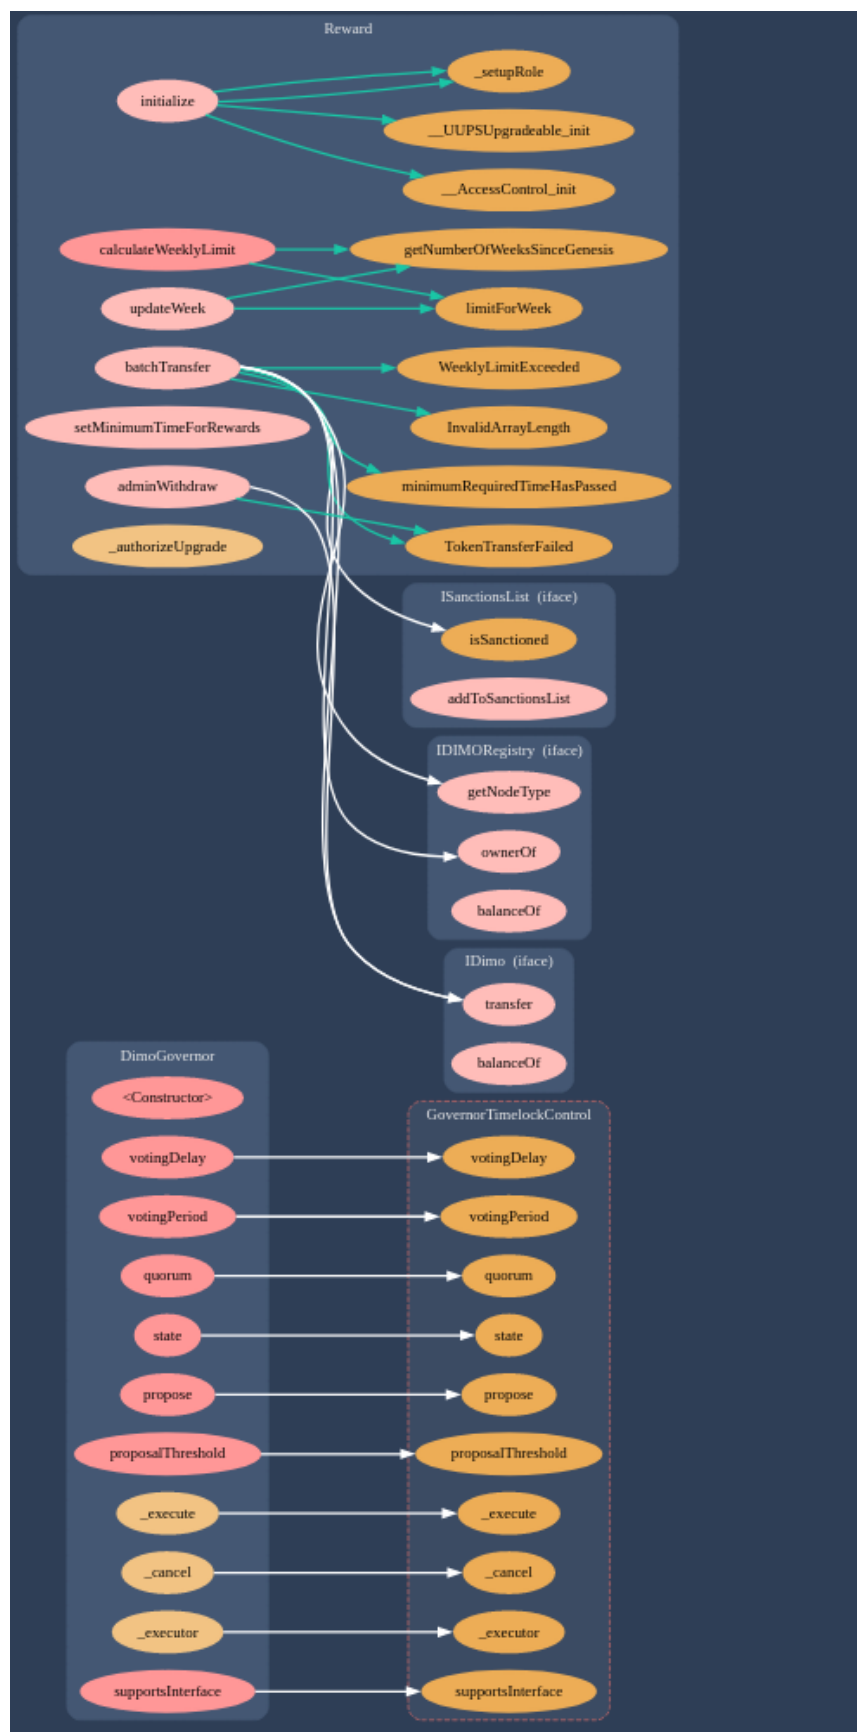 Reward
initialize
_setupRole
__UUPSUpgradeable_init
__AccessControl_init
calculateWeeklyLimit
getNumberOfWeeksSinceGenesis
updateWeek
limitForWeek
batchTransfer
WeeklyLimitExceeded
setMinimumTimeForRewards
InvalidArrayLength
adminWithdraw
minimumRequiredTimeHasPassed
_authorizeUpgrade
TokenTransferFailed
ISanctionsList (iface)
isSanctioned
addToSanctionsList
IDIMORegistry (iface)
getNodeType
ownerOf
balanceOf
IDimo (iface)
transfer
balanceOf
DimoGovernor
<Constructor>
GovernorTimelockControl
votingDelay
votingDelay
votingPeriod
votingPeriod
quorum
quorum
state
state
propose
propose
proposalThreshold
proposalThreshold
_execute
_execute
_cancel
_cancel
_executor
_executor
supportsInterface
supportsInterface